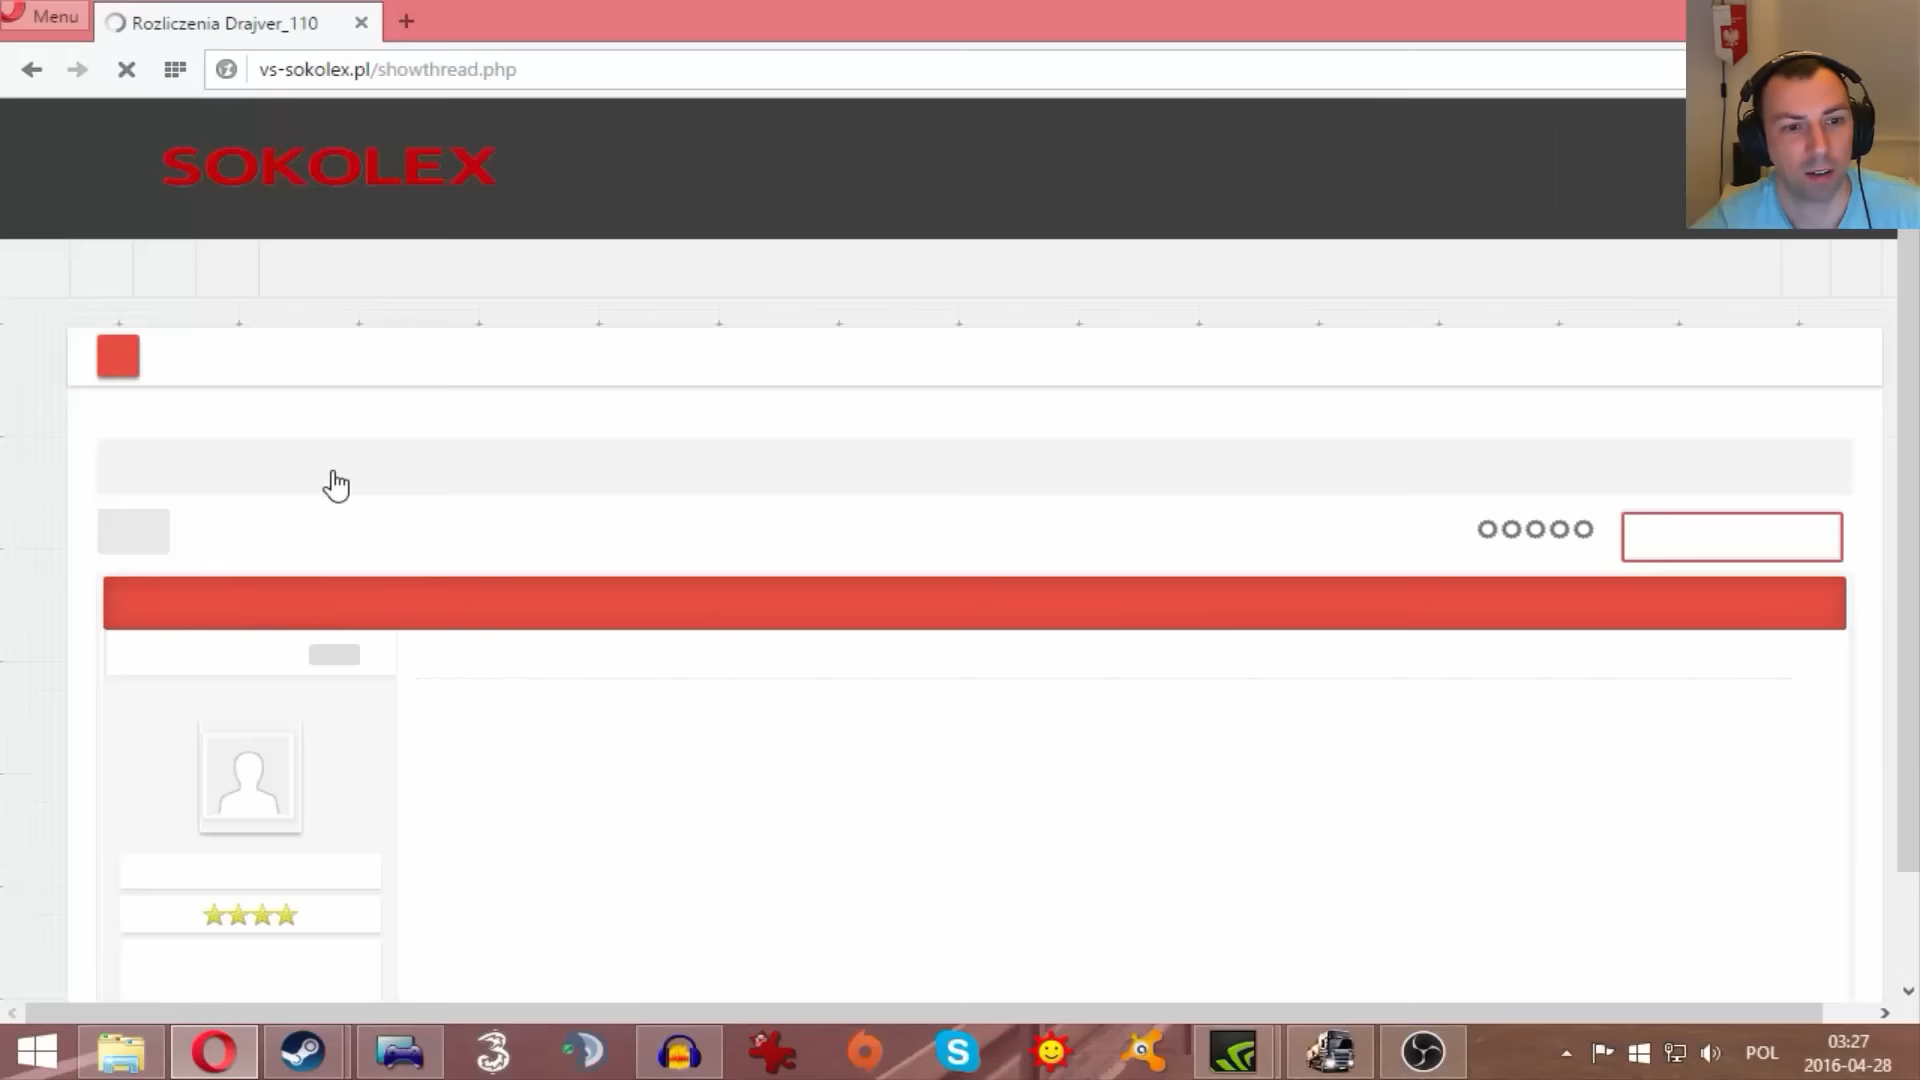 Menu
Rozliczenia Drajver_110
vs-sokolex.pl/showthread.php
SOKOLEX
POL
03:27
2016-04-28